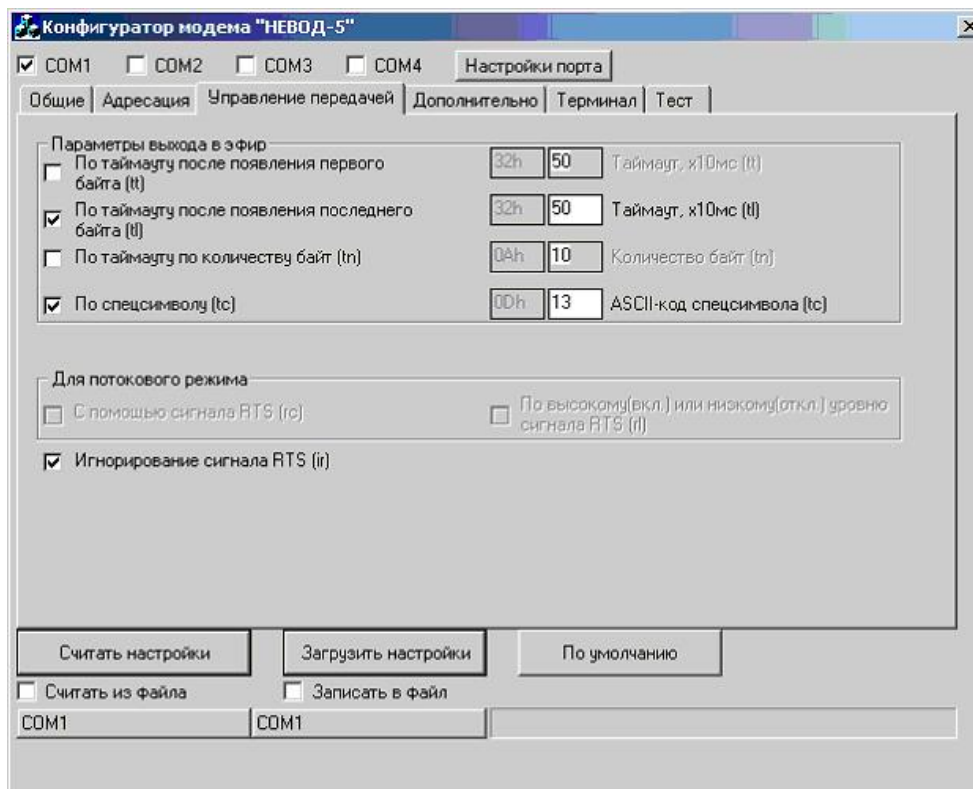 Конфигуратор модема "НЕВОД-5"
COM1 COM2 COM3 COM4 Настройки порта
Общие Адресация Управление передачей Дополнительно Терминал Тест
Параметры выхода в эфир
По таймауту после появления первого
байта (tt)
32h 50 Таймаут, x10мс (tt)
По таймауту после появления последнего
байта (tl)
32h 50 Таймаут, x10мс (tl)
По таймауту по количеству байт (tn) 0Ah 10 Количество байт (tn)
По спецсимволу (tc) 0Dh 13 ASCII-код спецсимвола (tc)
Для потокового режима
С помощью сигнала RTS (rc)
По высокому(вкл.) или низкому(откл.) уровню
сигнала RTS (rl)
Игнорирование сигнала RTS (ir)
Считать настройки Загрузить настройки По умолчанию
Считать из файла Записать в файл
COM1 COM1